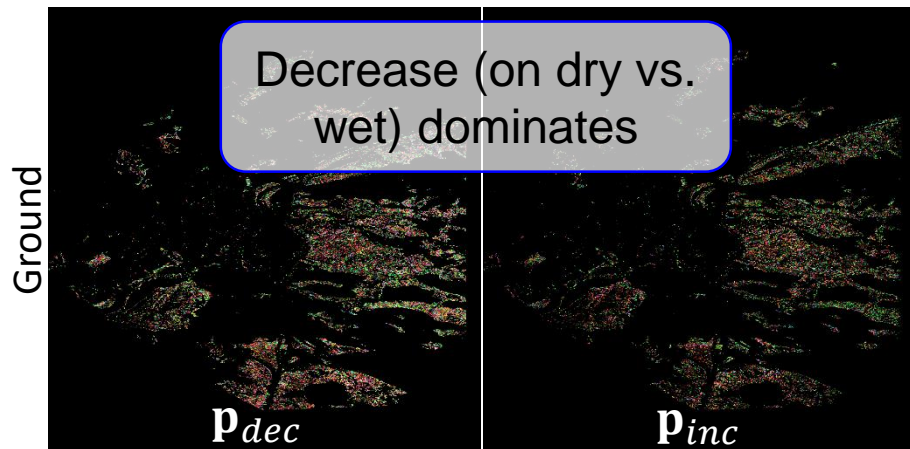 Decrease (on dry vs.
wet) dominates
Ground
p_dec
p_inc